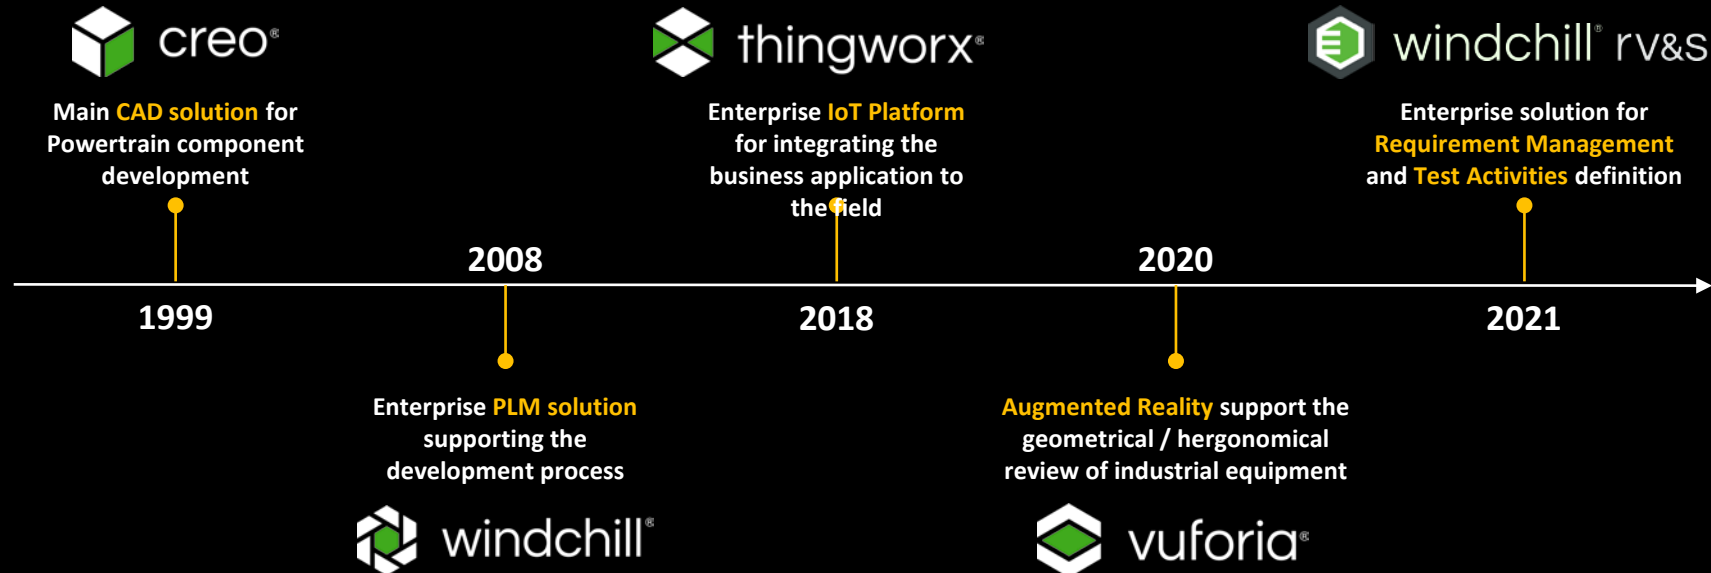 creo®
thingworx®
windchill® rv&s
Main CAD solution for
Powertrain component
development
Enterprise IoT Platform
for integrating the
business application to
the field
Enterprise solution for
Requirement Management
and Test Activities definition
2008
2020
1999
2018
2021
Enterprise PLM solution
supporting the
development process
Augmented Reality support the
geometrical / hergonomical
review of industrial equipment
windchill®
vuforia®